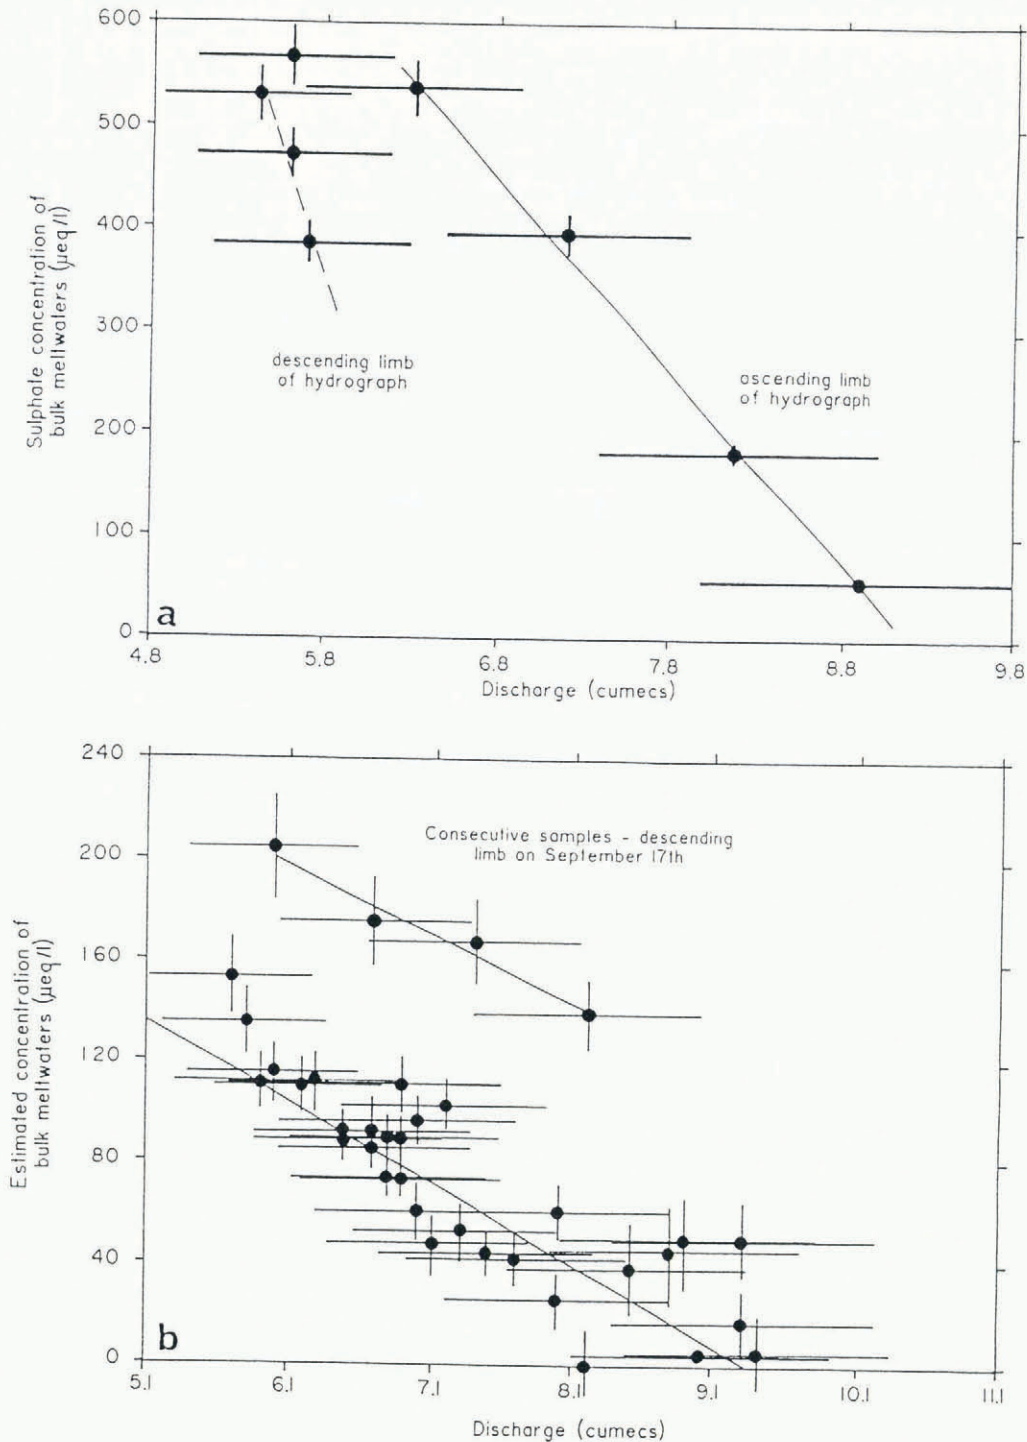 600
500
400
300
200
100
0
Sulphate concentration of
bulk meltwaters (µeq/l)
descending limb
of hydrograph
ascending limb
of hydrograph
a
4.8 5.8 6.8 7.8 8.8 9.8
Discharge (cumecs)
240
200
160
120
80
40
0
Estimated concentration of
bulk meltwaters (µeq/l)
Consecutive samples - descending
limb on September 17th
b
5.1 6.1 7.1 8.1 9.1 10.1 11.1
Discharge (cumecs)